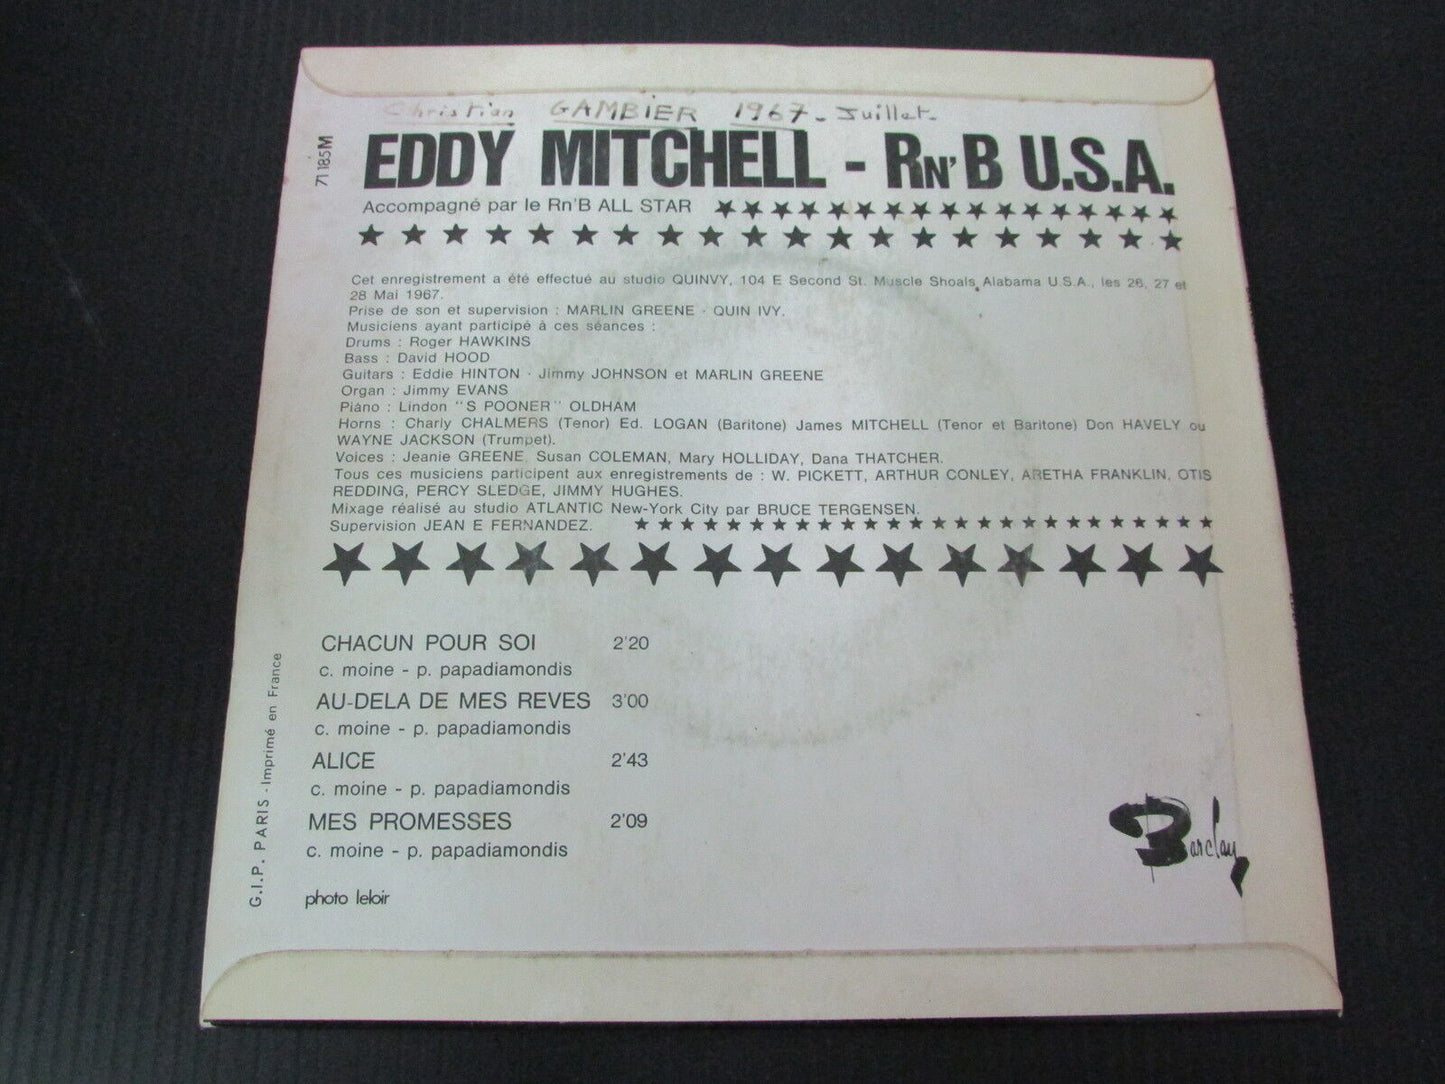 Christian GAMBIER 1967 - Juillet -
71185M
EDDY MITCHELL - Rn'B U.S.A.
Accompagné par le Rn'B ALL STAR
Cet enregistrement a été effectué au studio QUINVY, 104 E Second St. Muscle Shoals Alabama U.S.A., les 26, 27 et
28 Mai 1967.
Prise de son et supervision : MARLIN GREENE - QUIN IVY.
Musiciens ayant participé à ces séances :
Drums : Roger HAWKINS
Bass : David HOOD
Guitars : Eddie HINTON - Jimmy JOHNSON et MARLIN GREENE
Organ : Jimmy EVANS
Piàno : Lindon "S POONER" OLDHAM
Horns : Charly CHALMERS (Tenor) Ed. LOGAN (Baritone) James MITCHELL (Tenor et Baritone) Don HAVELY ou
WAYNE JACKSON (Trumpet).
Voices : Jeanie GREENE, Susan COLEMAN, Mary HOLLIDAY, Dana THATCHER.
Tous ces musiciens participent aux enregistrements de : W. PICKETT, ARTHUR CONLEY, ARETHA FRANKLIN, OTIS
REDDING, PERCY SLEDGE, JIMMY HUGHES.
Mixage réalisé au studio ATLANTIC New-York City par BRUCE TERGENSEN.
Supervision JEAN E FERNANDEZ.
CHACUN POUR SOI 2'20
c. moine - p. papadiamondis
AU-DELA DE MES REVES 3'00
c. moine - p. papadiamondis
ALICE 2'43
c. moine - p. papadiamondis
MES PROMESSES 2'09
c. moine - p. papadiamondis
photo leloir
G.I.P. PARIS - Imprimé en France
Barclay